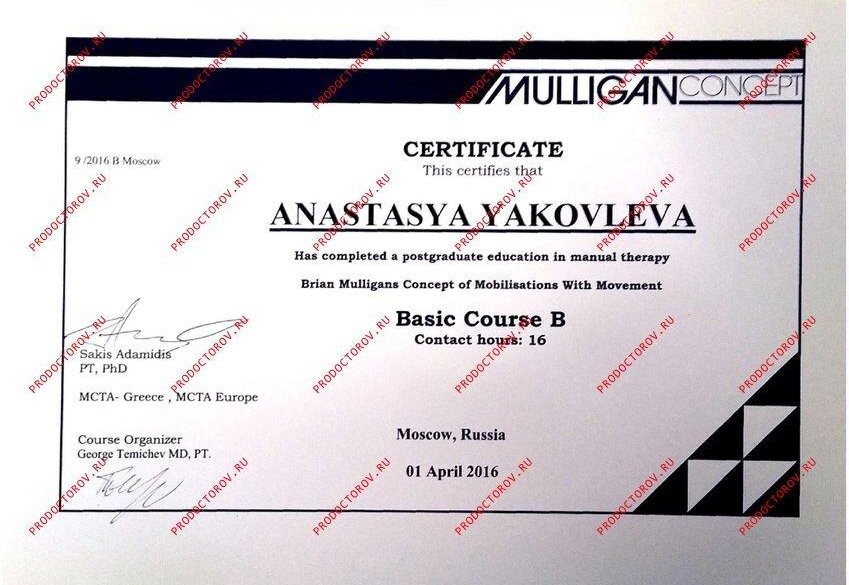 MULLIGAN CONCEPT
9 /2016 B Moscow
CERTIFICATE
This certifies that
ANASTASYA YAKOVLEVA
Has completed a postgraduate education in manual therapy
Brian Mulligans Concept of Mobilisations With Movement
Basic Course B
Contact hours: 16
Sakis Adamidis
PT, PhD
MCTA- Greece , MCTA Europe
Course Organizer
George Temichev MD, PT.
Moscow, Russia
01 April 2016
PRODOCTOROV.RU